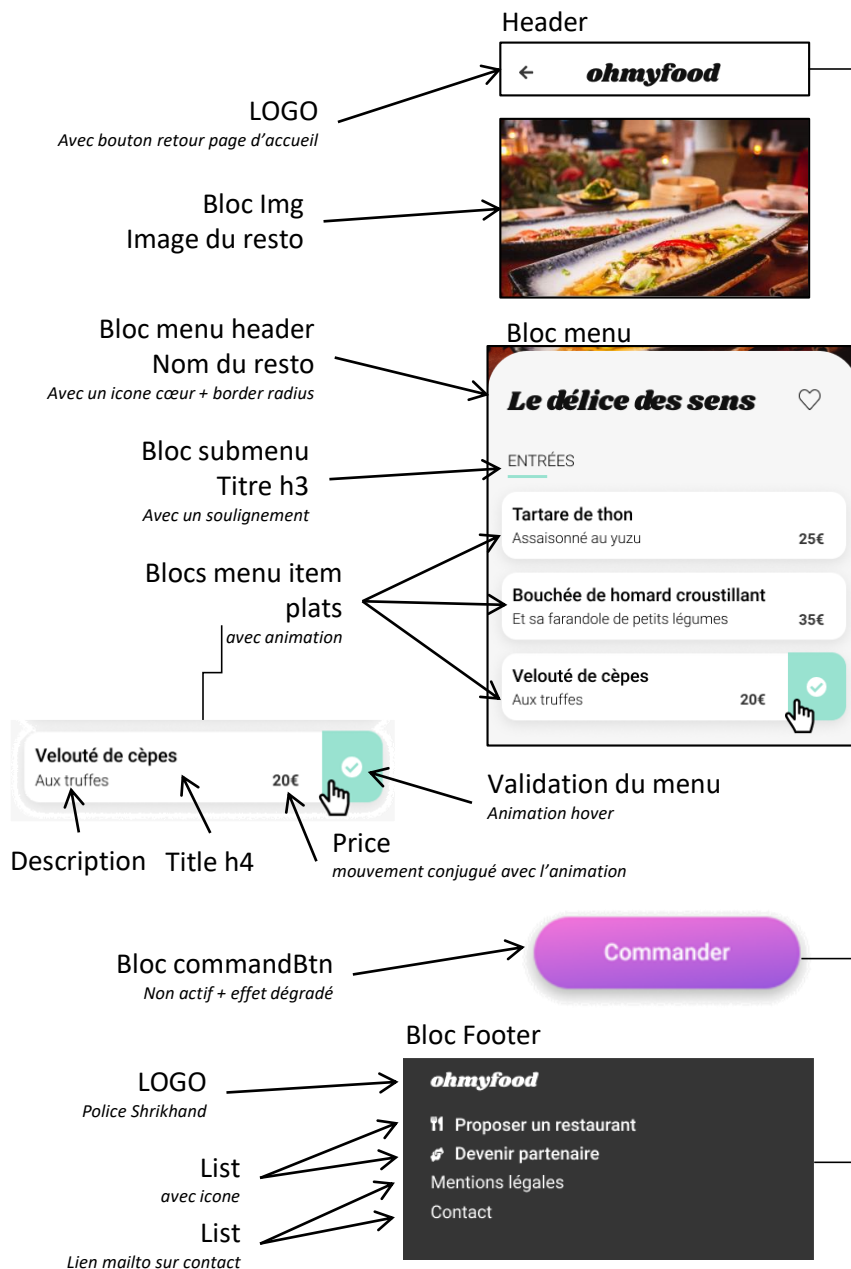 Header
ohmyfood
LOGO
Avec bouton retour page d'accueil
Bloc Img
Image du resto
Bloc menu header
Nom du resto
Avec un icone cœur + border radius
Bloc menu
Le délice des sens
Bloc submenu
Titre h3
Avec un soulignement
ENTRÉES
Tartare de thon
Assaisonné au yuzu
25€
Blocs menu item
plats
avec animation
Bouchée de homard croustillant
Et sa farandole de petits légumes
35€
Velouté de cèpes
Aux truffes
20€
Velouté de cèpes
Aux truffes
20€
Validation du menu
Animation hover
Description
Title h4
Price
mouvement conjugué avec l'animation
Bloc commandBtn
Non actif + effet dégradé
Commander
Bloc Footer
LOGO
Police Shrikhand
ohmyfood
Proposer un restaurant
Devenir partenaire
Mentions légales
Contact
List
avec icone
List
Lien mailto sur contact